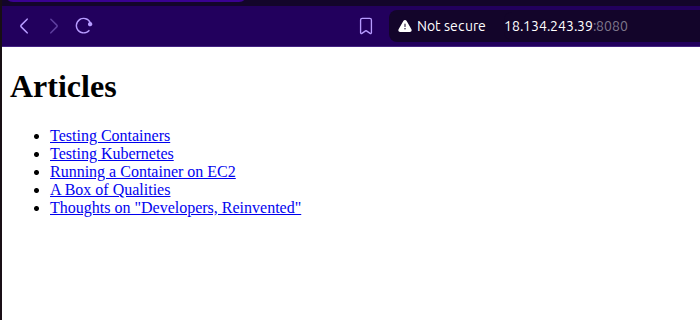 Not secure 18.134.243.39:8080
Articles
Testing Containers
Testing Kubernetes
Running a Container on EC2
A Box of Qualities
Thoughts on "Developers, Reinvented"